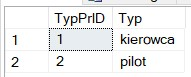 TypPrID Typ
1 1 kierowca
2 2 pilot